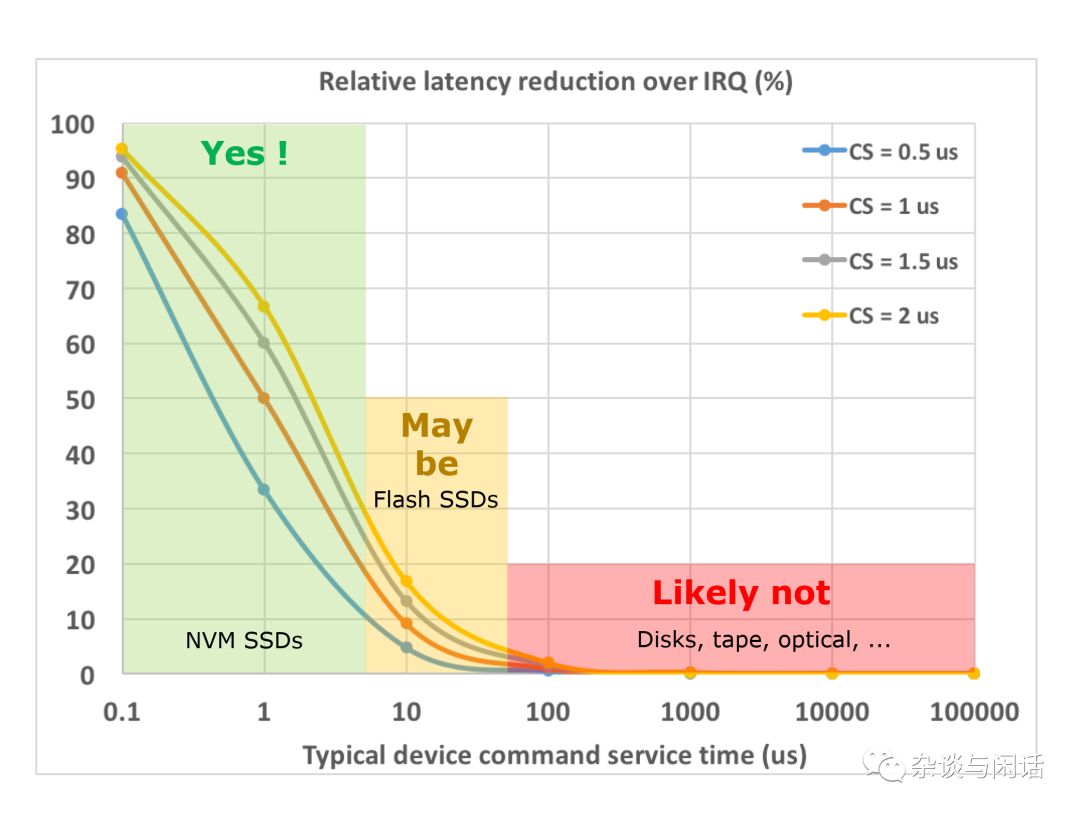 Relative latency reduction over IRQ (%)
100
90
80
70
60
50
40
30
20
10
0
Yes !
NVM SSDs
May
be
Flash SSDs
Likely not
Disks, tape, optical, ...
CS = 0.5 us
CS = 1 us
CS = 1.5 us
CS = 2 us
0.1 1 10 100 1000 10000 100000
Typical device command service time (us)
杂谈与闲话